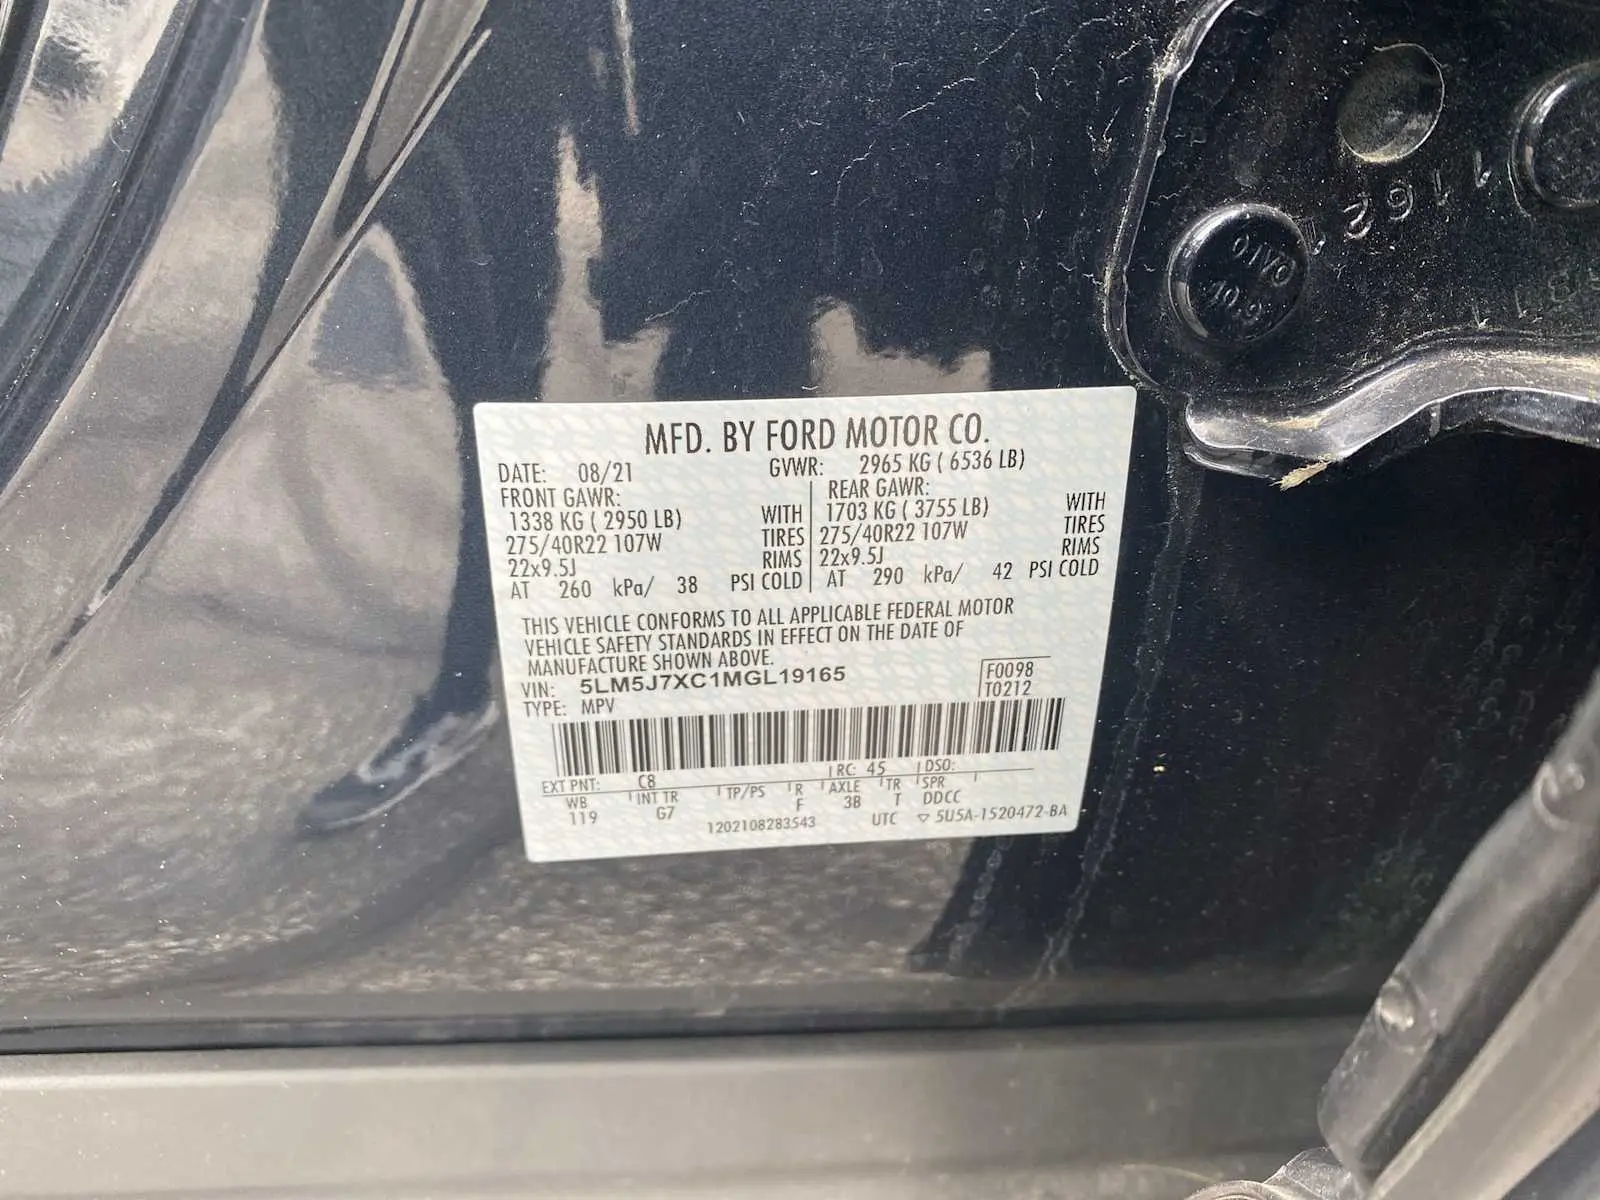 MFD. BY FORD MOTOR CO.
DATE: 08/21 GVWR: 2965 KG ( 6536 LB)
FRONT GAWR: REAR GAWR:
1338 KG ( 2950 LB) WITH 1703 KG ( 3755 LB) WITH
275/40R22 107W TIRES 275/40R22 107W TIRES
22x9.5J RIMS 22x9.5J RIMS
AT 260 kPa/ 38 PSI COLD AT 290 kPa/ 42 PSI COLD
THIS VEHICLE CONFORMS TO ALL APPLICABLE FEDERAL MOTOR
VEHICLE SAFETY STANDARDS IN EFFECT ON THE DATE OF
MANUFACTURE SHOWN ABOVE.
VIN: 5LM5J7XC1MGL19165 F0098
TYPE: MPV T0212
EXT PNT: C8 RC: 45 DSO:
WB INT TR TP/PS R AXLE TR SPR
119 G7 F 3B T DDCC
1202108283543 UTC ▽ 5U5A-1520472-BA
1162